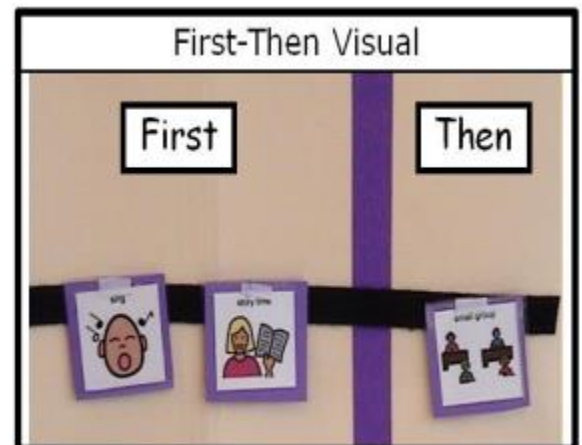 First-Then Visual
First
Then
sing
story time
small group